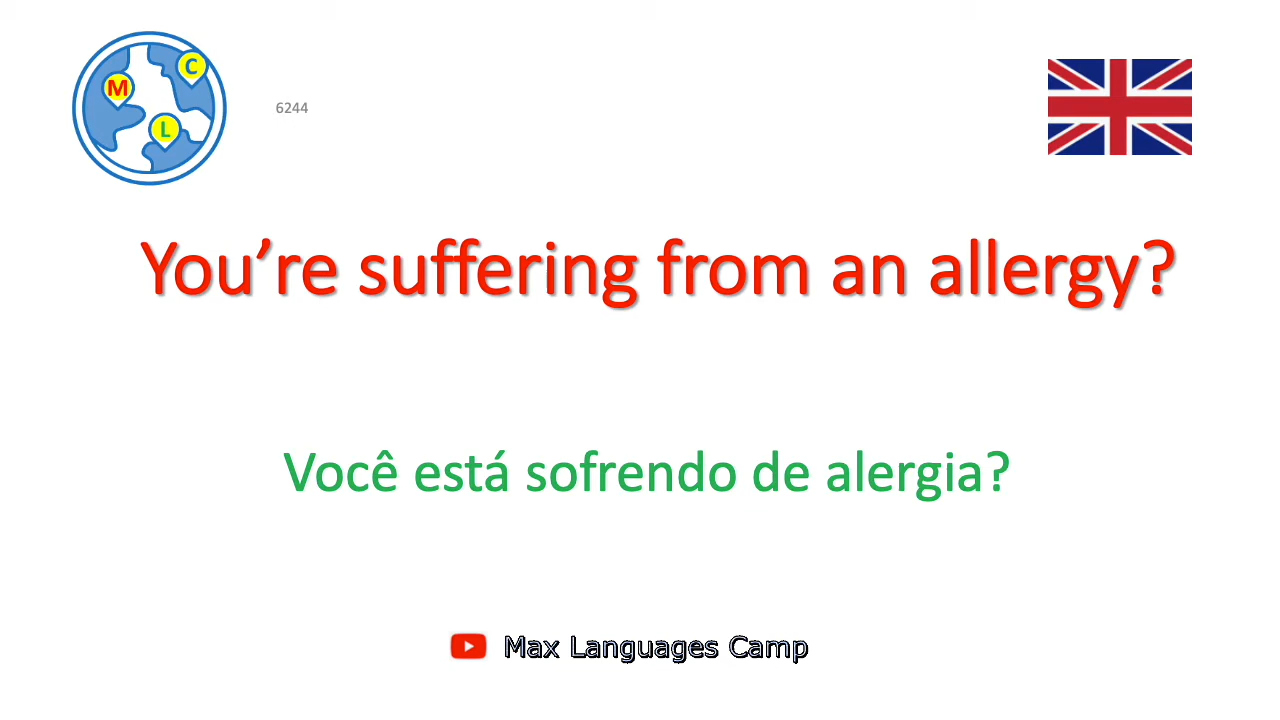 M
C
L
6244
You’re suffering from an allergy?
Você está sofrendo de alergia?
Max Languages Camp